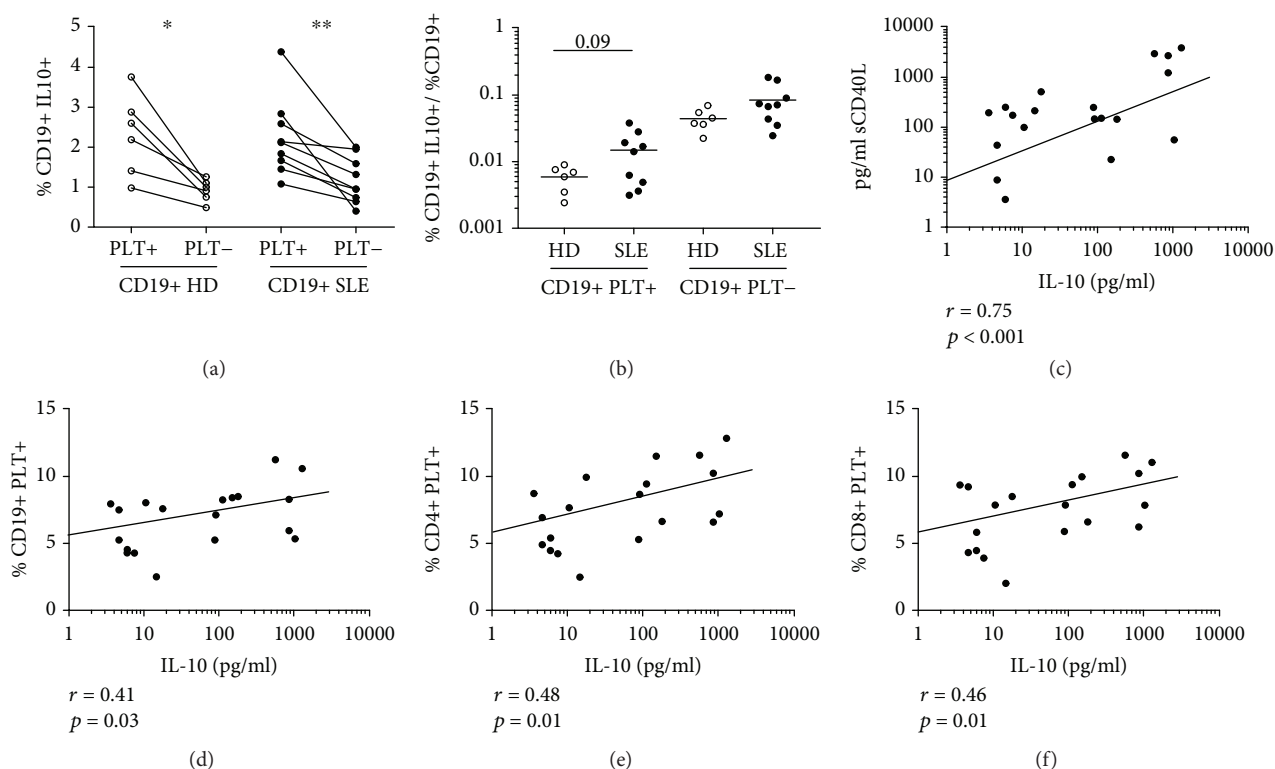 % CD19+ IL10+
5
4
3
2
1
0
*
**
PLT+ PLT− PLT+ PLT−
CD19+ HD CD19+ SLE
(a)
% CD19+ IL10+/ %CD19+
1
0.1
0.01
0.001
0.09
HD SLE HD SLE
CD19+ PLT+ CD19+ PLT−
(b)
pg/ml sCD40L
10000
1000
100
10
1
1 10 100 1000 10000
IL-10 (pg/ml)
r = 0.75
p < 0.001
(c)
% CD19+ PLT+
15
10
5
0
1 10 100 1000 10000
IL-10 (pg/ml)
r = 0.41
p = 0.03
(d)
% CD4+ PLT+
15
10
5
0
1 10 100 1000 10000
IL-10 (pg/ml)
r = 0.48
p = 0.01
(e)
% CD8+ PLT+
15
10
5
0
1 10 100 1000 10000
IL-10 (pg/ml)
r = 0.46
p = 0.01
(f)